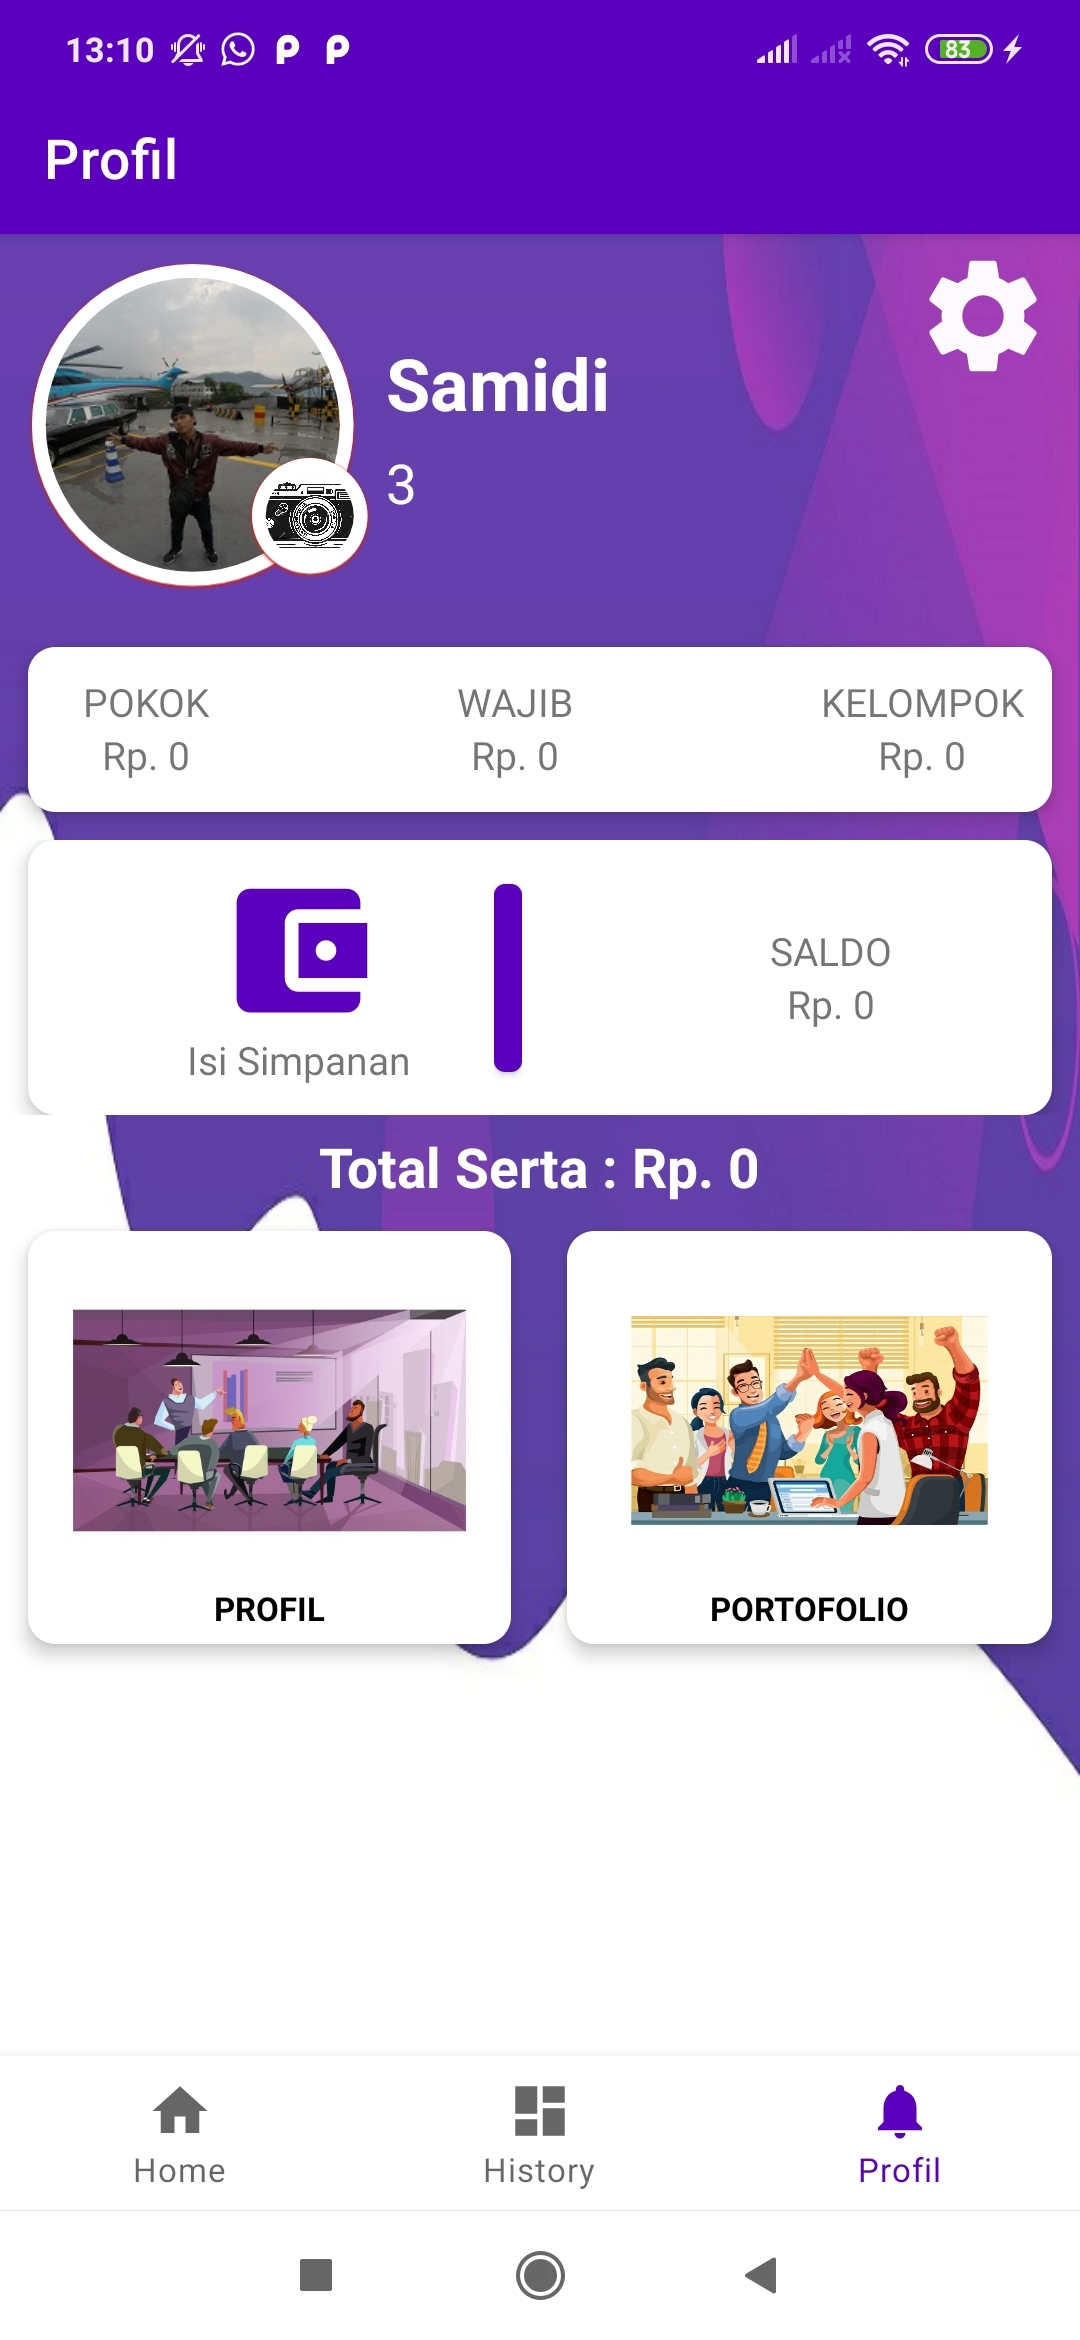 13:10
83
Profil
Samidi
3
POKOK WAJIB KELOMPOK
Rp. 0 Rp. 0 Rp. 0
Isi Simpanan
SALDO
Rp. 0
Total Serta : Rp. 0
PROFIL PORTOFOLIO
Home History Profil